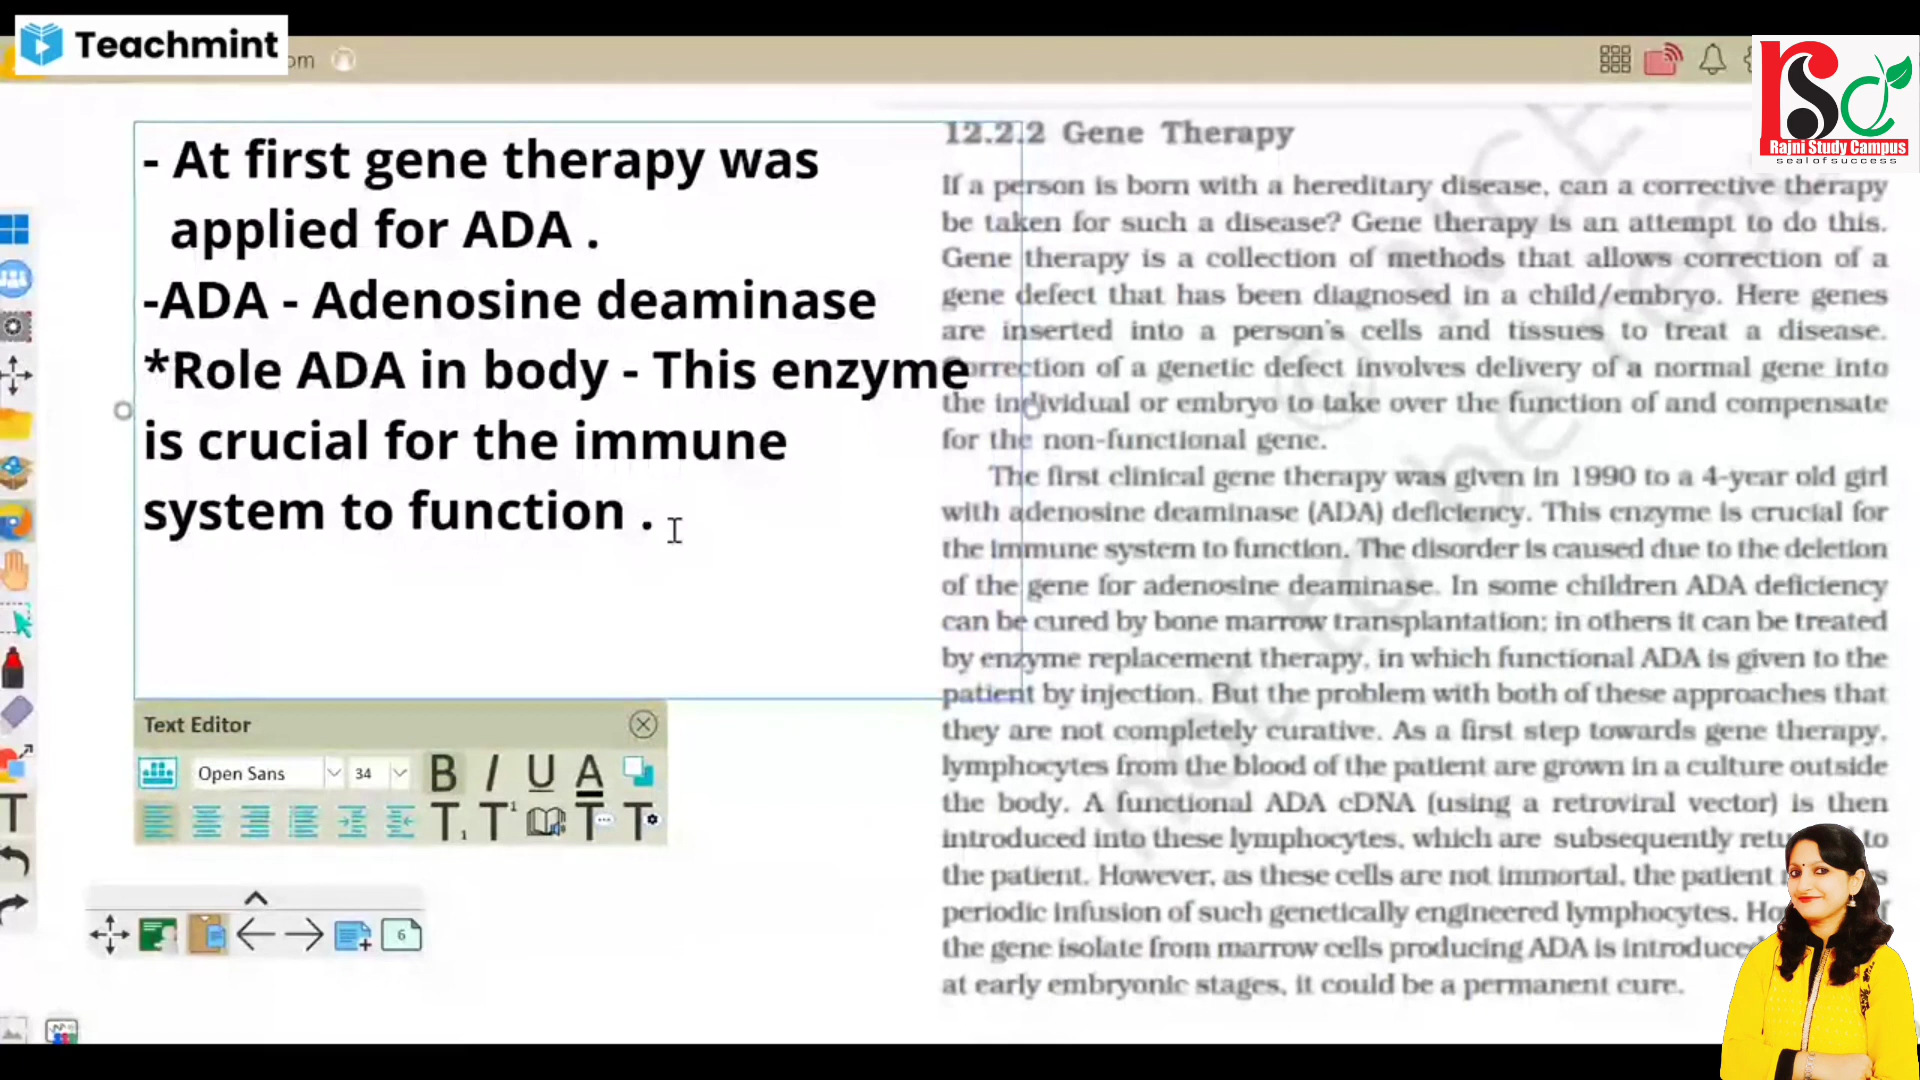 Teachmint
om
Rajni Study Campus
seal of success
- At first gene therapy was
applied for ADA .
-ADA - Adenosine deaminase
*Role ADA in body - This enzyme
is crucial for the immune
system to function .
12.2.2 Gene Therapy
If a person is born with a hereditary disease, can a corrective therapy
be taken for such a disease? Gene therapy is an attempt to do this.
Gene therapy is a collection of methods that allows correction of a
gene defect that has been diagnosed in a child/embryo. Here genes
are inserted into a person's cells and tissues to treat a disease.
orrection of a genetic defect involves delivery of a normal gene into
the individual or embryo to take over the function of and compensate
for the non-functional gene.
The first clinical gene therapy was given in 1990 to a 4-year old girl
with adenosine deaminase (ADA) deficiency. This enzyme is crucial for
the immune system to function. The disorder is caused due to the deletion
of the gene for adenosine deaminase. In some children ADA deficiency
can be cured by bone marrow transplantation; in others it can be treated
by enzyme replacement therapy, in which functional ADA is given to the
patient by injection. But the problem with both of these approaches that
they are not completely curative. As a first step towards gene therapy,
lymphocytes from the blood of the patient are grown in a culture outside
the body. A functional ADA cDNA (using a retroviral vector) is then
introduced into these lymphocytes, which are subsequently retu to
the patient. However, as these cells are not immortal, the patient s
periodic infusion of such genetically engineered lymphocytes. Ho f
the gene isolate from marrow cells producing ADA is introduced
at early embryonic stages, it could be a permanent cure.
Text Editor
Open Sans 34 B I U A
T1 T1 T T
6